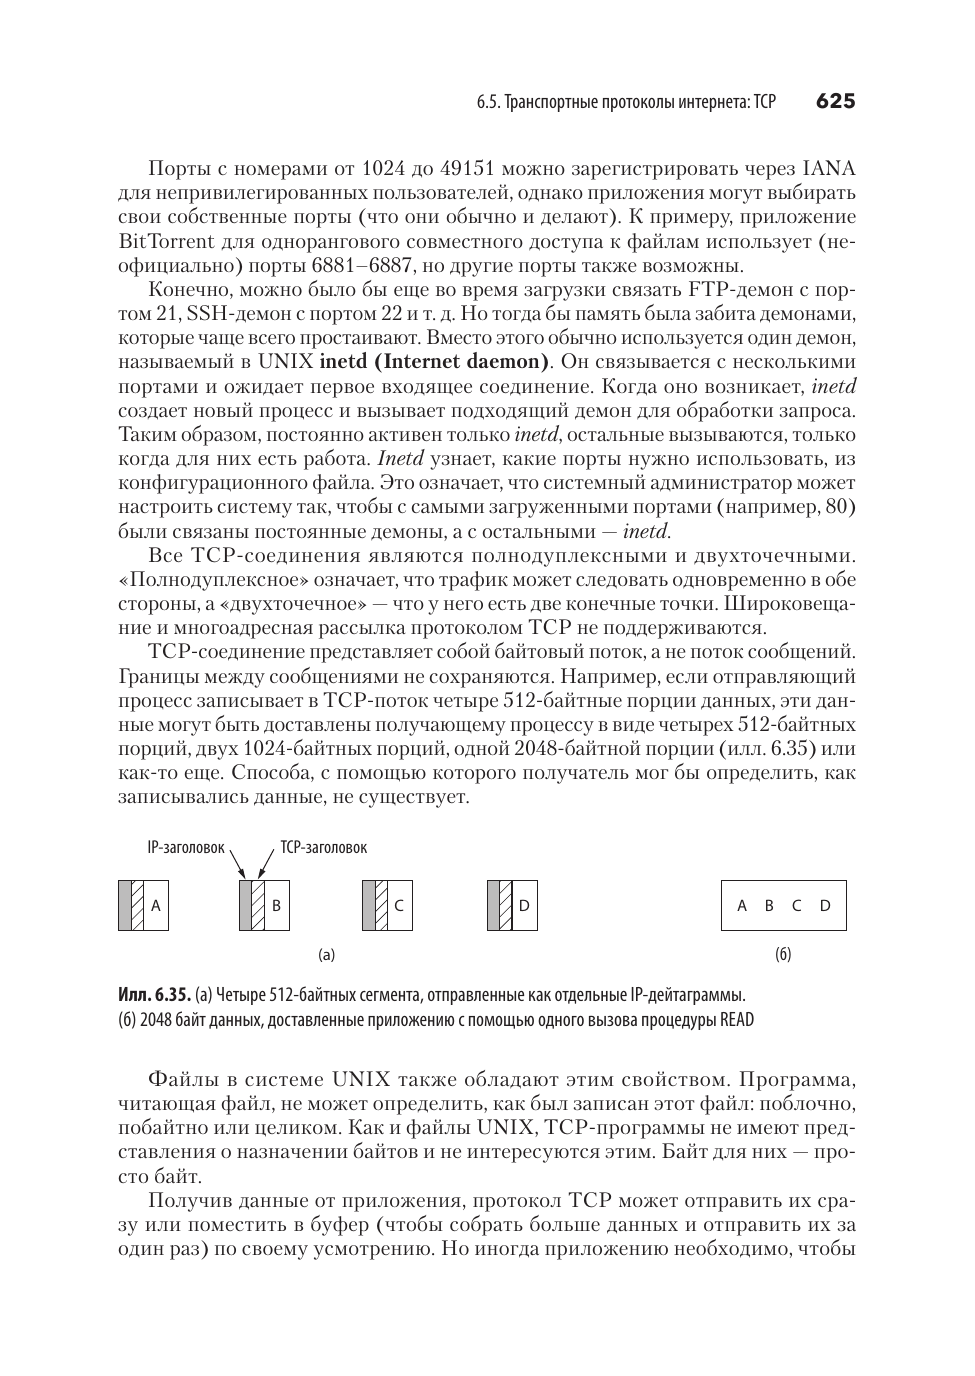 6.5. Транспортные протоколы интернета: TCP 625
Порты с номерами от 1024 до 49151 можно зарегистрировать через IANA
для непривилегированных пользователей, однако приложения могут выбирать
свои собственные порты (что они обычно и делают). К примеру, приложение
BitTorrent для однорангового совместного доступа к файлам использует (не-
официально) порты 6881–6887, но другие порты также возможны.
Конечно, можно было бы еще во время загрузки связать FTP-демон с пор-
том 21, SSH-демон с портом 22 и т. д. Но тогда бы память была забита демонами,
которые чаще всего простаивают. Вместо этого обычно используется один демон,
называемый в UNIX inetd (Internet daemon). Он связывается с несколькими
портами и ожидает первое входящее соединение. Когда оно возникает, inetd
создает новый процесс и вызывает подходящий демон для обработки запроса.
Таким образом, постоянно активен только inetd, остальные вызываются, только
когда для них есть работа. Inetd узнает, какие порты нужно использовать, из
конфигурационного файла. Это означает, что системный администратор может
настроить систему так, чтобы с самыми загруженными портами (например, 80)
были связаны постоянные демоны, а с остальными — inetd.
Все TCP-соединения являются полнодуплексными и двухточечными.
«Полнодуплексное» означает, что трафик может следовать одновременно в обе
стороны, а «двухточечное» — что у него есть две конечные точки. Широковеща-
ние и многоадресная рассылка протоколом TCP не поддерживаются.
TCP-соединение представляет собой байтовый поток, а не поток сообщений.
Границы между сообщениями не сохраняются. Например, если отправляющий
процесс записывает в TCP-поток четыре 512-байтные порции данных, эти дан-
ные могут быть доставлены получающему процессу в виде четырех 512-байтных
порций, двух 1024-байтных порций, одной 2048-байтной порции (илл. 6.35) или
как-то еще. Способа, с помощью которого получатель мог бы определить, как
записывались данные, не существует.
IP-заголовок TCP-заголовок
A B C D A B C D
(а) (б)
Илл. 6.35. (а) Четыре 512-байтных сегмента, отправленные как отдельные IP-дейтаграммы.
(б) 2048 байт данных, доставленные приложению с помощью одного вызова процедуры READ
Файлы в системе UNIX также обладают этим свойством. Программа,
читающая файл, не может определить, как был записан этот файл: поблочно,
побайтно или целиком. Как и файлы UNIX, TCP-программы не имеют пред-
ставления о назначении байтов и не интересуются этим. Байт для них — про-
сто байт.
Получив данные от приложения, протокол TCP может отправить их сра-
зу или поместить в буфер (чтобы собрать больше данных и отправить их за
один раз) по своему усмотрению. Но иногда приложению необходимо, чтобы